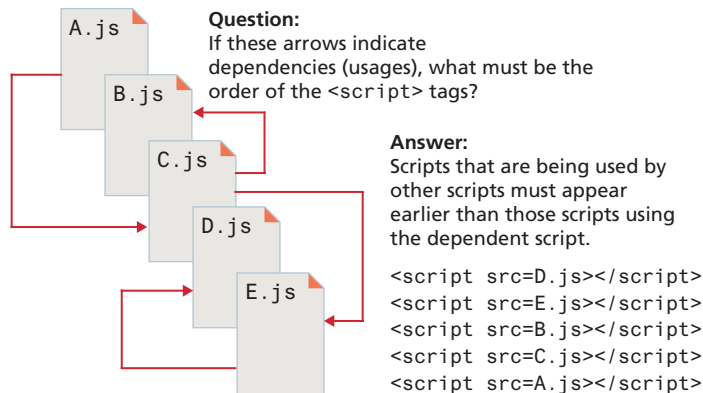 A.js
B.js
C.js
D.js
E.js
Question:
If these arrows indicate
dependencies (usages), what must be the
order of the <script> tags?
Answer:
Scripts that are being used by
other scripts must appear
earlier than those scripts using
the dependent script.
<script src=D.js></script>
<script src=E.js></script>
<script src=B.js></script>
<script src=C.js></script>
<script src=A.js></script>